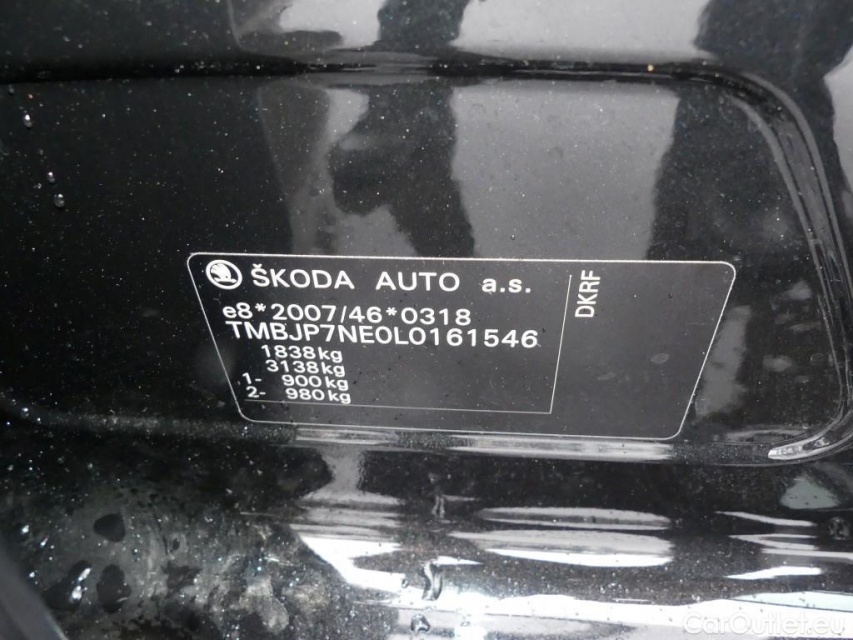 ŠKODA AUTO a.s.
e8*2007/46*0318
TMBJP7NE0L0161546
1838kg
3138kg
1- 900kg
2- 980kg
DKRF
CarOutlet.eu